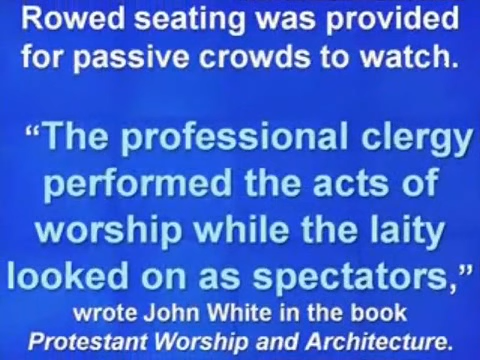 Rowed seating was provided
for passive crowds to watch.
“The professional clergy
performed the acts of
worship while the laity
looked on as spectators,”
wrote John White in the book
Protestant Worship and Architecture.